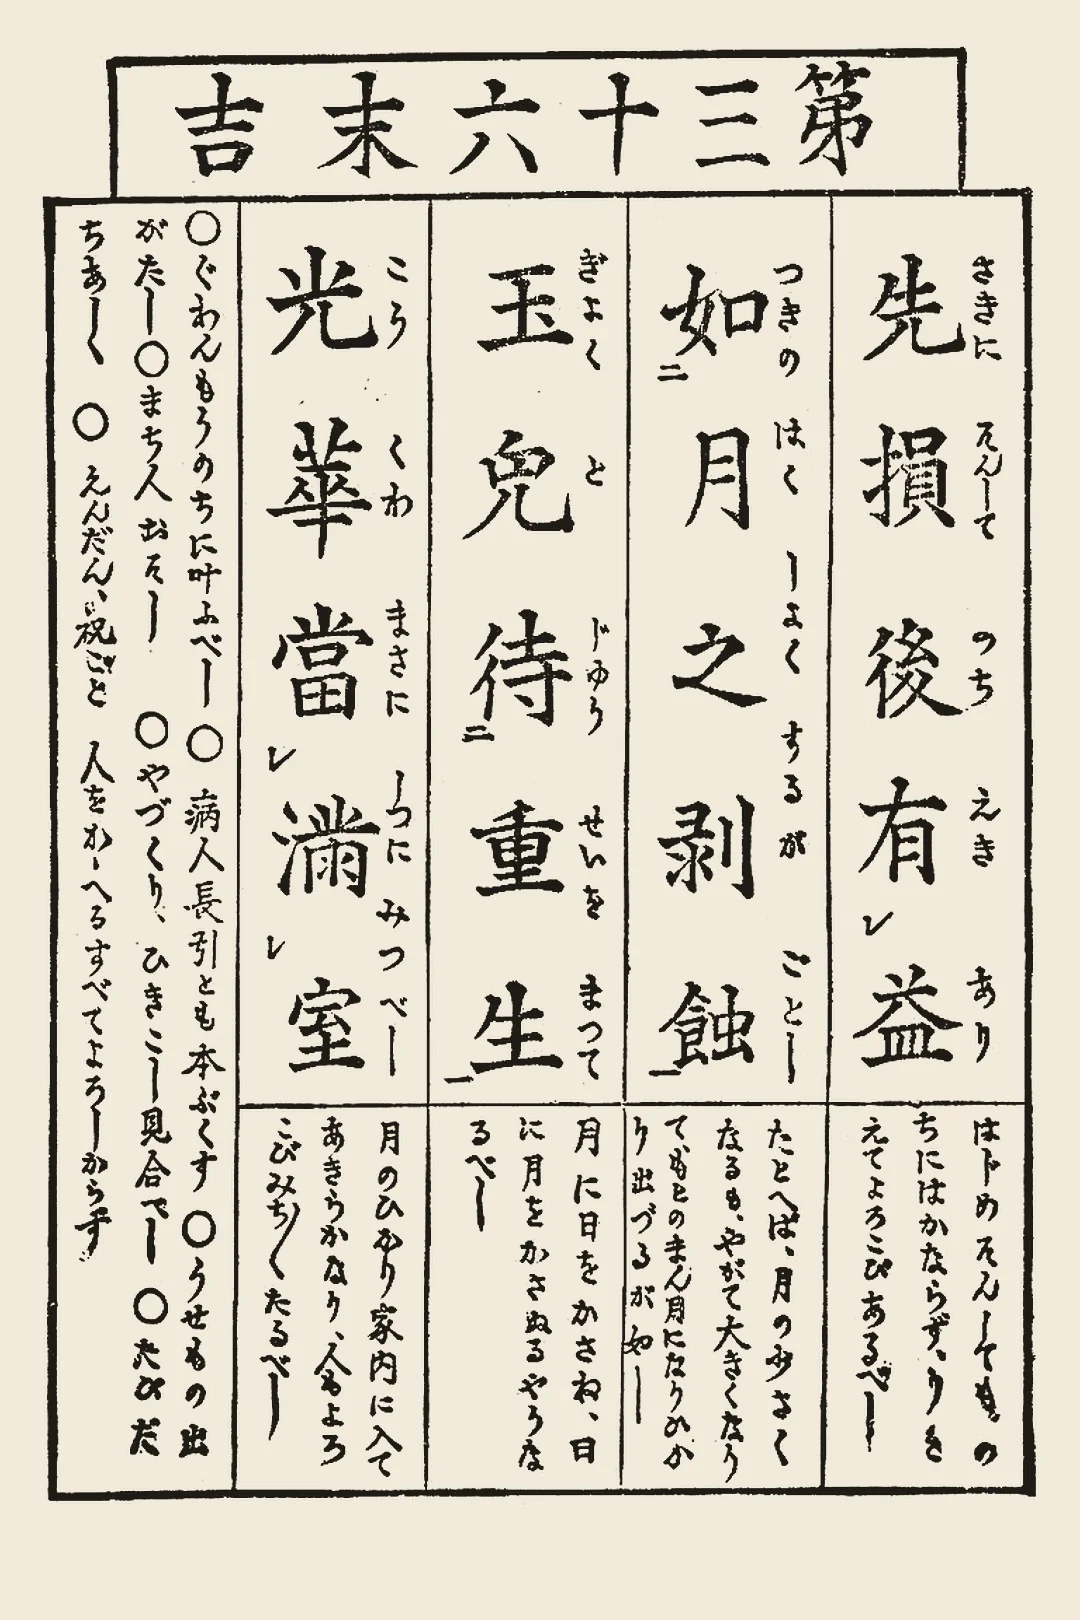 第三十六末吉
さきに そんして のち えき あり
先損後有レ益
はじめそんしても、の
ちにはかならず、りき
えてよろこびあるべし
つきの はく しよく するが ごとし
如二月之剥蝕一
たとへば、月の少さく
なるも、やがて大きくなり
て、もとのまん月になりひか
り出づるが如し
ぎよく と じゆう せいを まつて
玉兔待二重生一
月に日をかさね、日
に月をかさぬるやうな
るべし
こう くわ まさに しつに みつべし
光華當レ滿レ室
月のひかり家内に入て
あきらかなり、人もよろ
こびみち〳〵たるべし
○ぐわんもうのちに叶ふべし ○病人長引とも本ぶくす ○うせもの出
がたし○まち人おそし ○やづくり、ひきこし見合べし ○たびだ
ちあしく ○えんだん、祝ごと 人をかゝへるすべてよろしからず